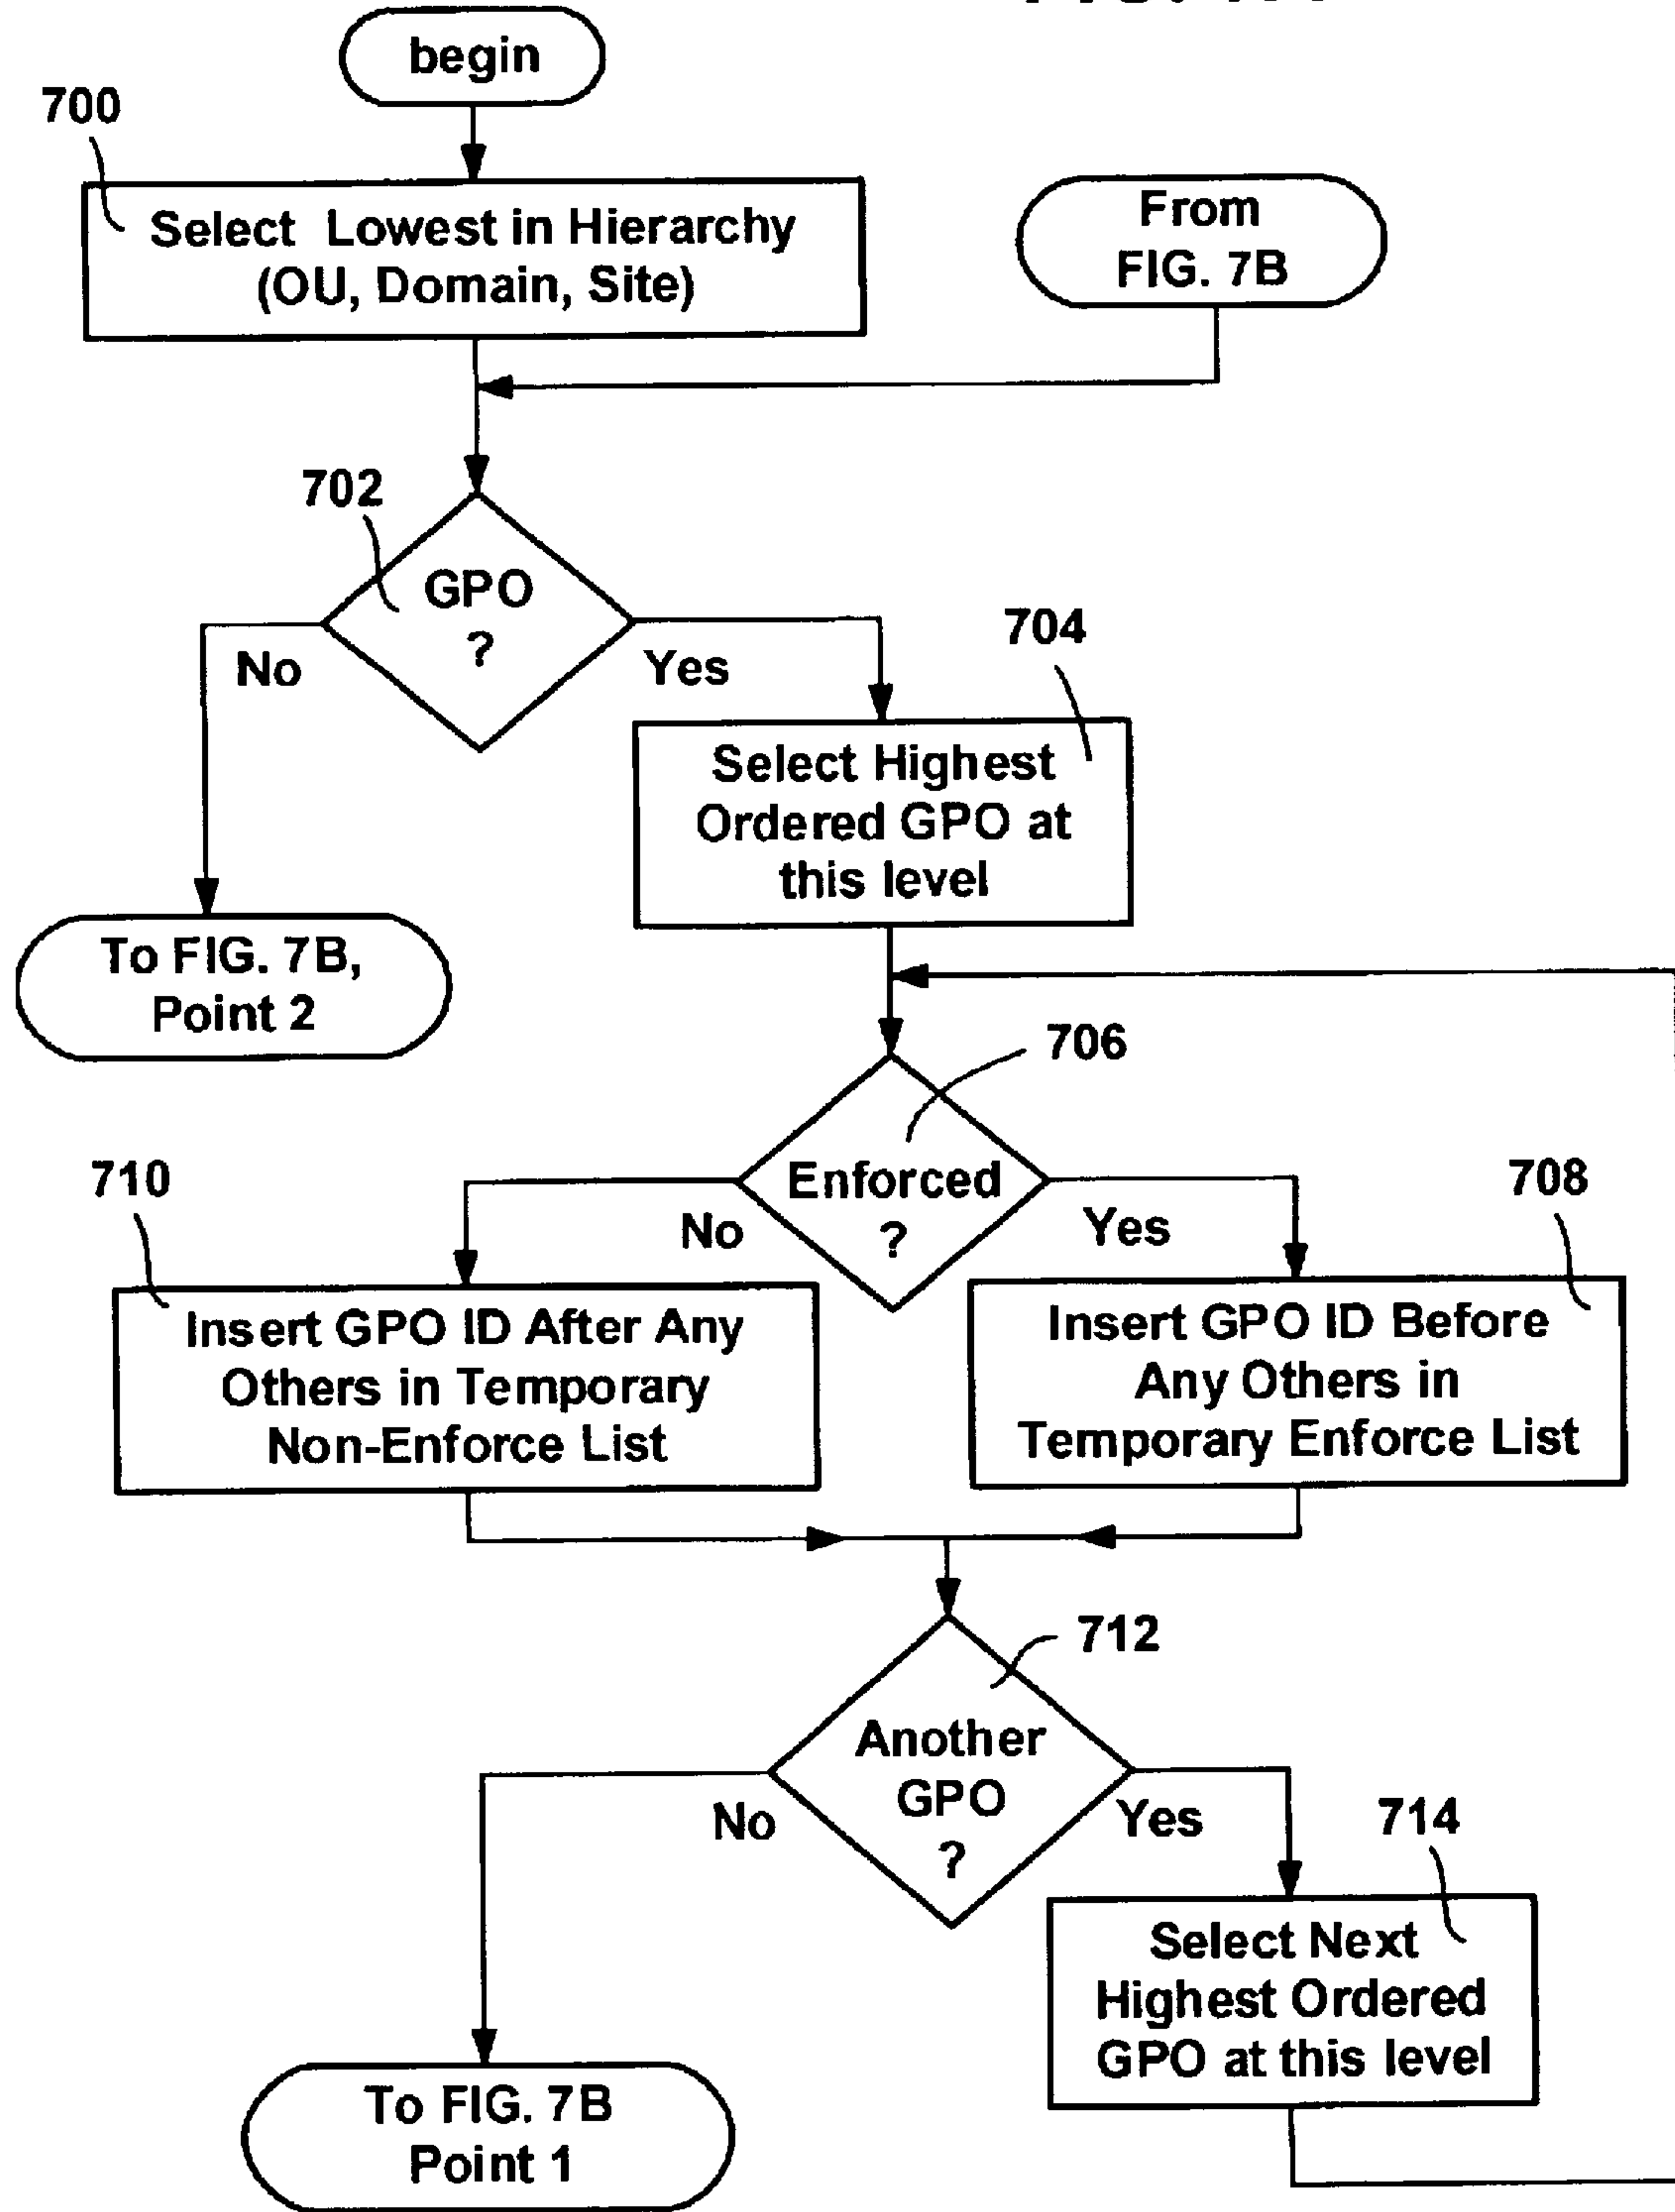 begin
700
Select Lowest in Hierarchy
(OU, Domain, Site)
From
FIG. 7B
702
GPO
?
No
Yes
704
Select Highest
Ordered GPO at
this level
To FIG. 7B,
Point 2
706
Enforced
?
No
Yes
710
708
Insert GPO ID After Any
Others in Temporary
Non-Enforce List
Insert GPO ID Before
Any Others in
Temporary Enforce List
712
Another
GPO
?
No
Yes
714
Select Next
Highest Ordered
GPO at this level
To FIG. 7B
Point 1